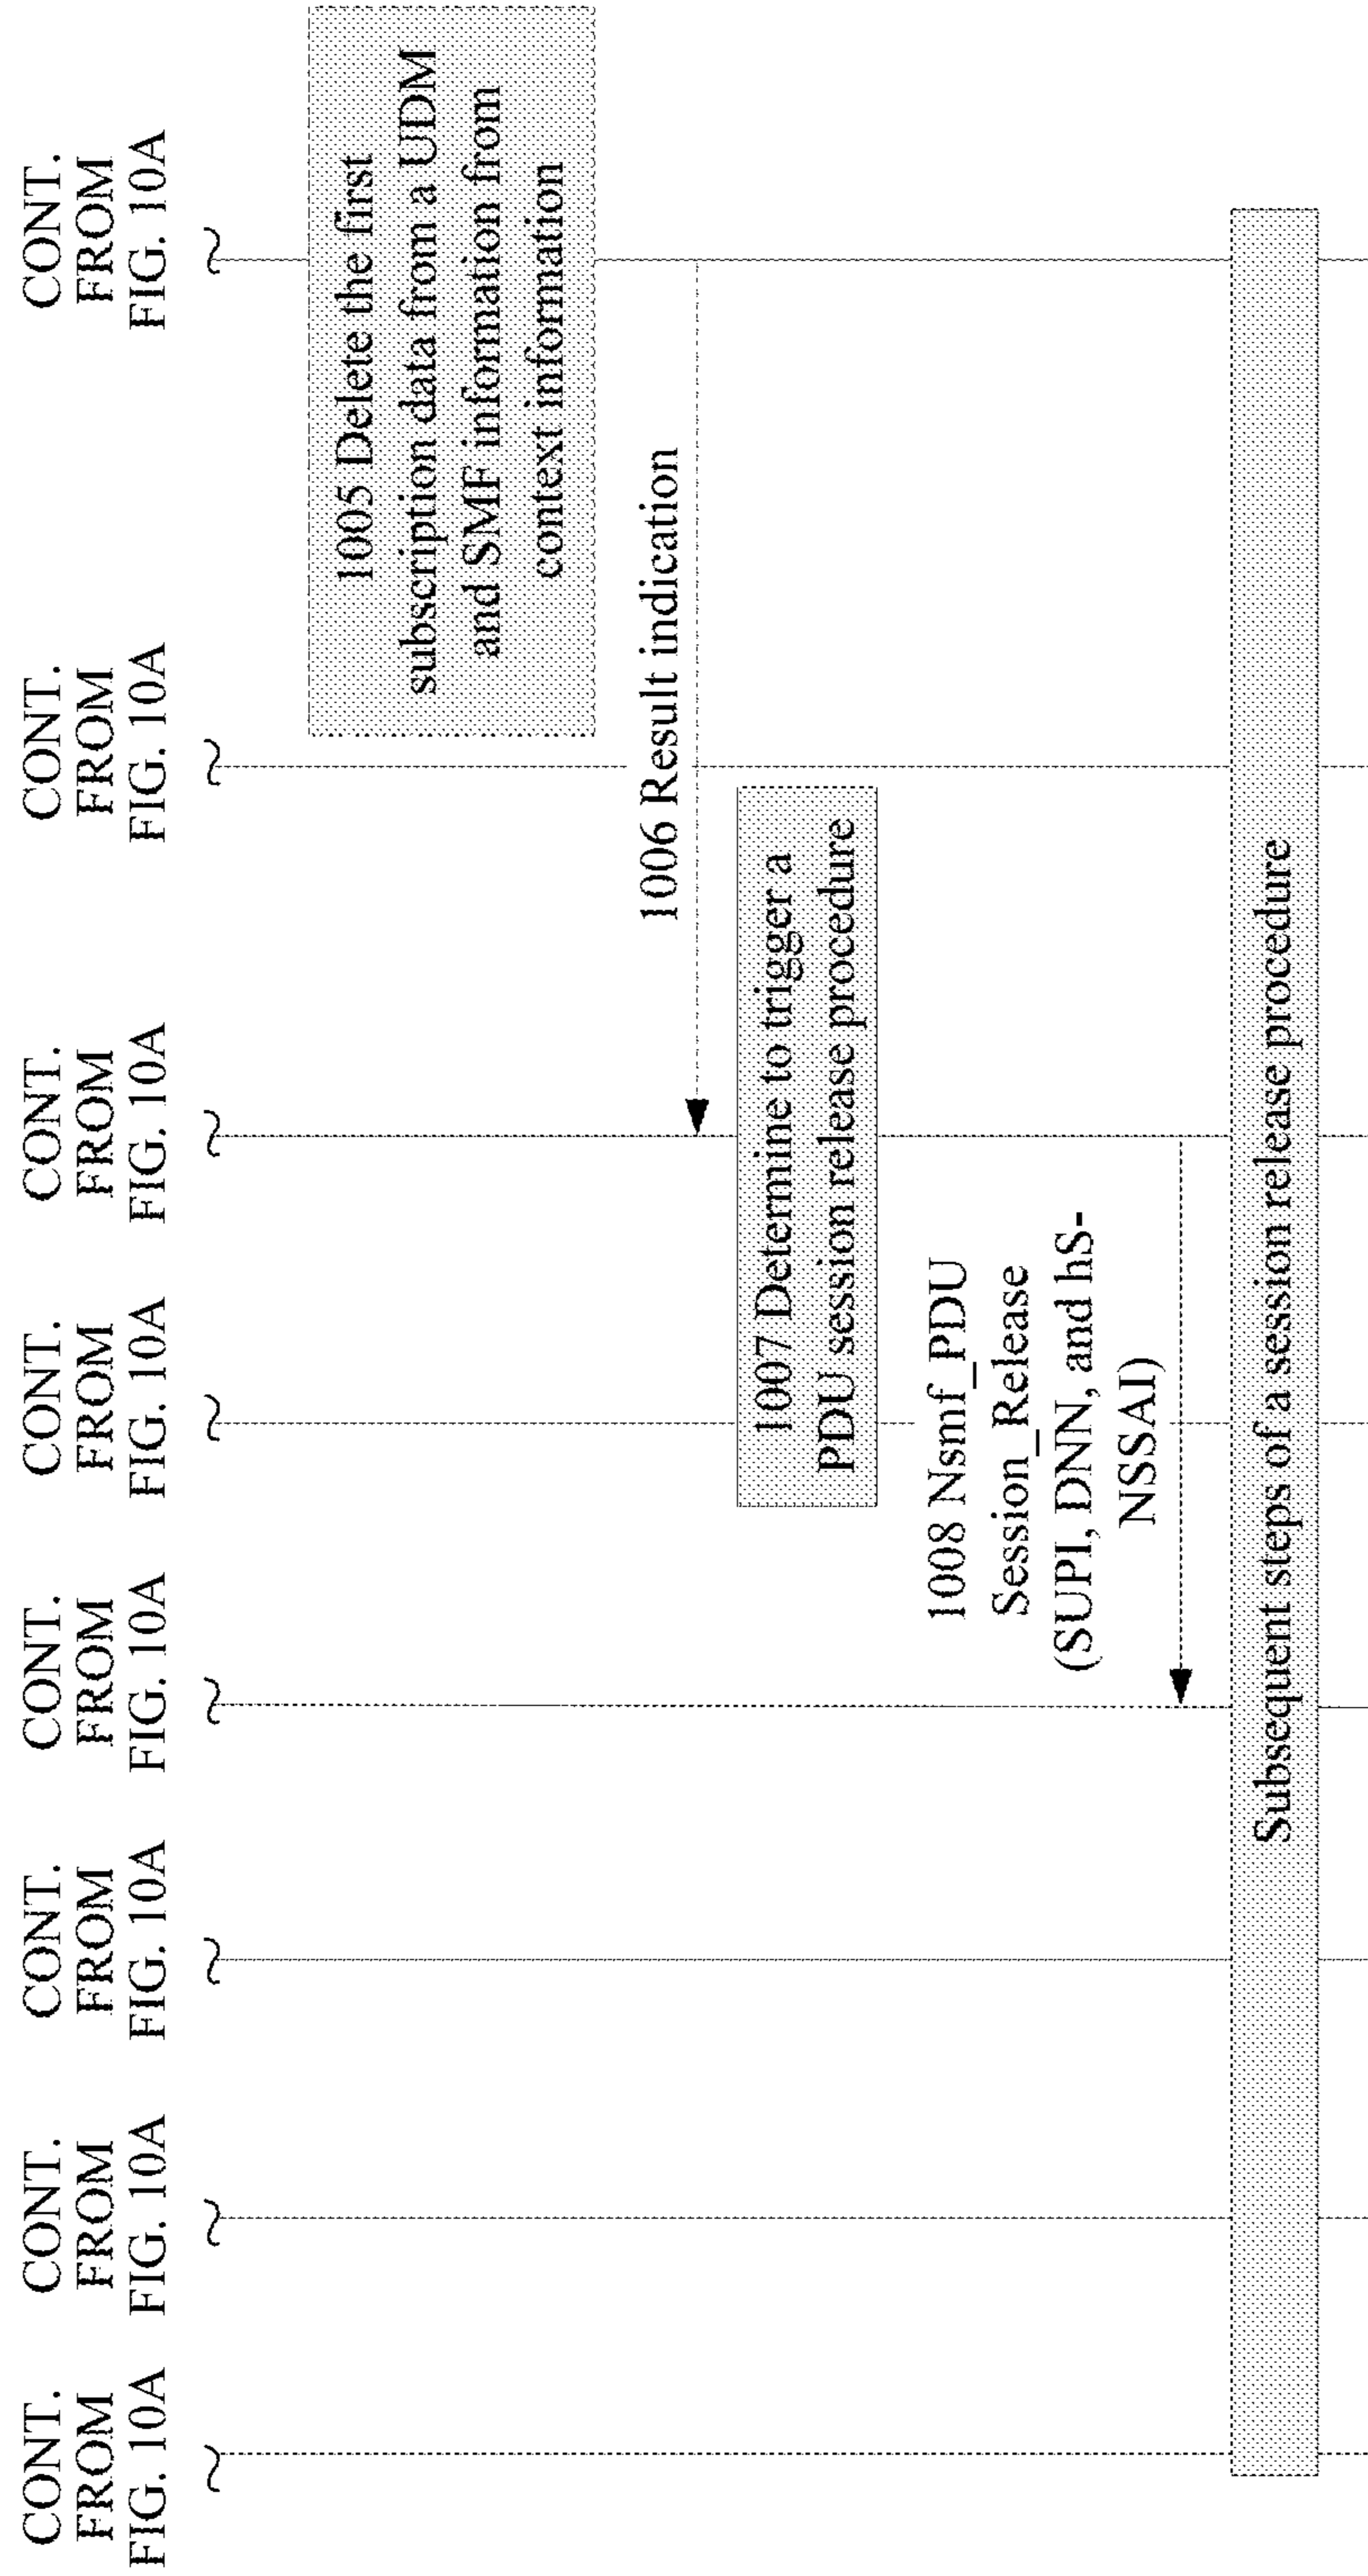 CONT.
FROM
FIG. 10A
CONT.
FROM
FIG. 10A
CONT.
FROM
FIG. 10A
CONT.
FROM
FIG. 10A
CONT.
FROM
FIG. 10A
CONT.
FROM
FIG. 10A
CONT.
FROM
FIG. 10A
CONT.
FROM
FIG. 10A
1005 Delete the first
subscription data from a UDM
and SMF information from
context information
1006 Result indication
1007 Determine to trigger a
PDU session release procedure
1008 Nsmf_PDU
Session_Release
(SUPI, DNN, and hS-
NSSAI)
Subsequent steps of a session release procedure